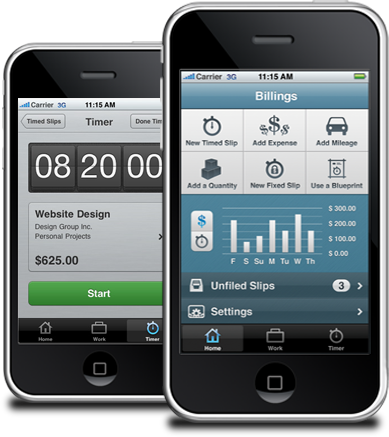 Carrier 3G 11:15 AM
Timed Slips Timer Done Tim
08 20 00
Website Design
Design Group Inc.
Personal Projects
$625.00
Start
Home Work Timer
Carrier 3G 11:15 AM
Billings
New Timed Slip Add Expense Add Mileage
Add a Quantity New Fixed Slip Use a Blueprint
$
$ 300.00
$ 200.00
$ 100.00
$ 0.00
F S Su M Tu W Th
Unfiled Slips 3
Settings
Home Work Timer